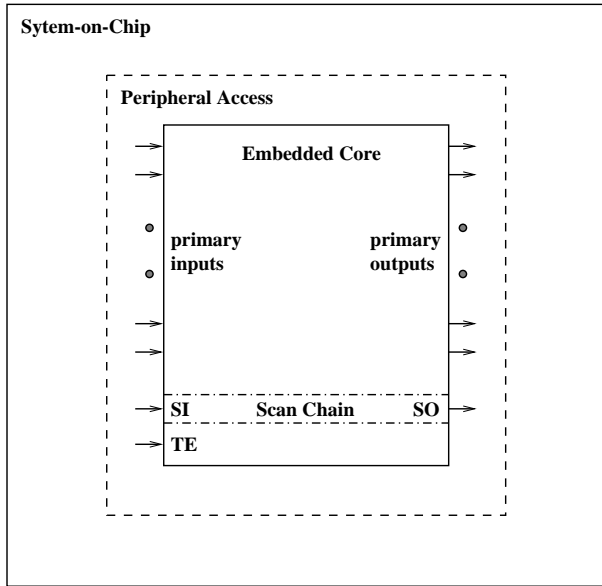 Sytem-on-Chip
Peripheral Access
Embedded Core
primary inputs
primary outputs
SI Scan Chain SO
TE